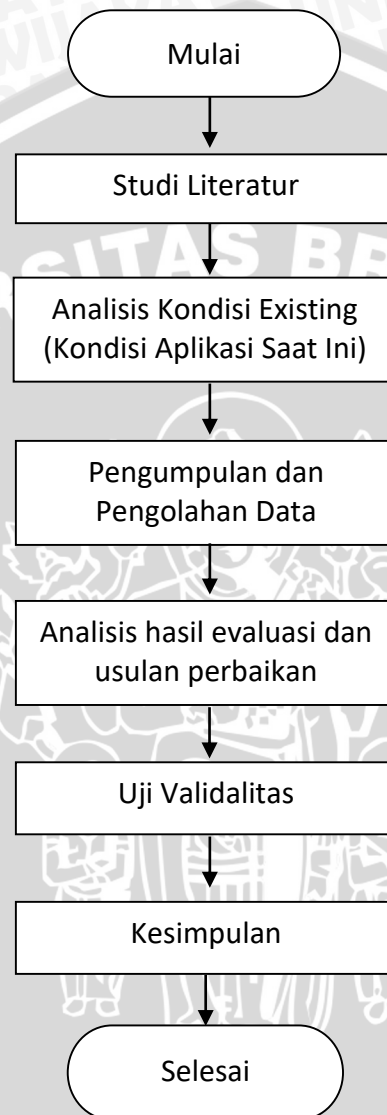 Mulai
Studi Literatur
Analisis Kondisi Existing
(Kondisi Aplikasi Saat Ini)
Pengumpulan dan
Pengolahan Data
Analisis hasil evaluasi dan
usulan perbaikan
Uji Validalitas
Kesimpulan
Selesai